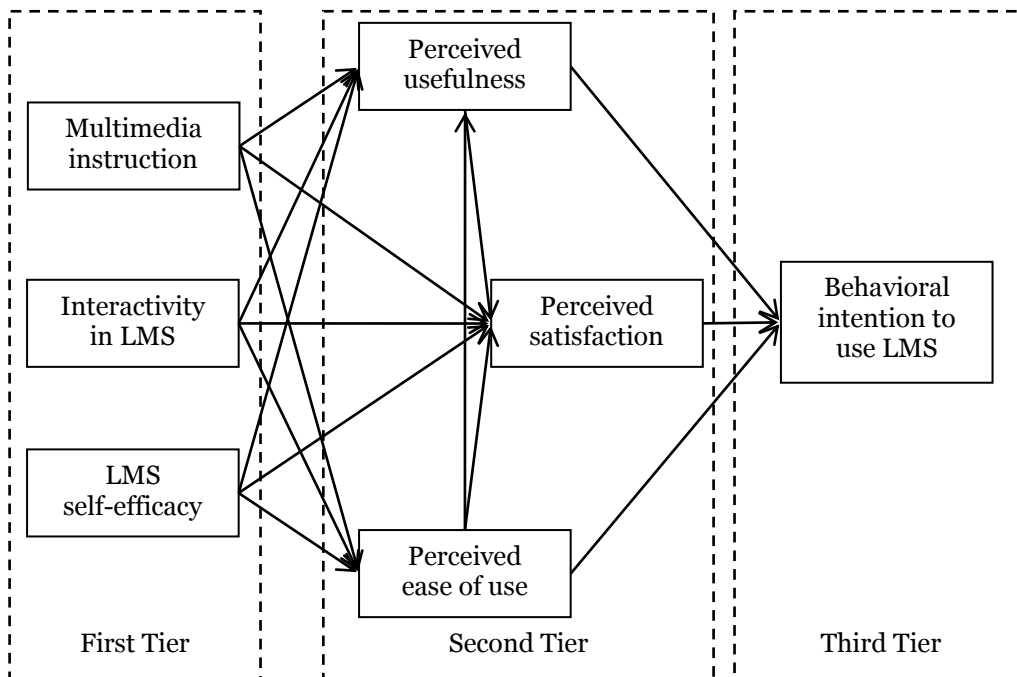 Perceived
usefulness
Multimedia
instruction
Interactivity
in LMS
Perceived
satisfaction
Behavioral
intention to
use LMS
LMS
self-efficacy
Perceived
ease of use
First Tier
Second Tier
Third Tier